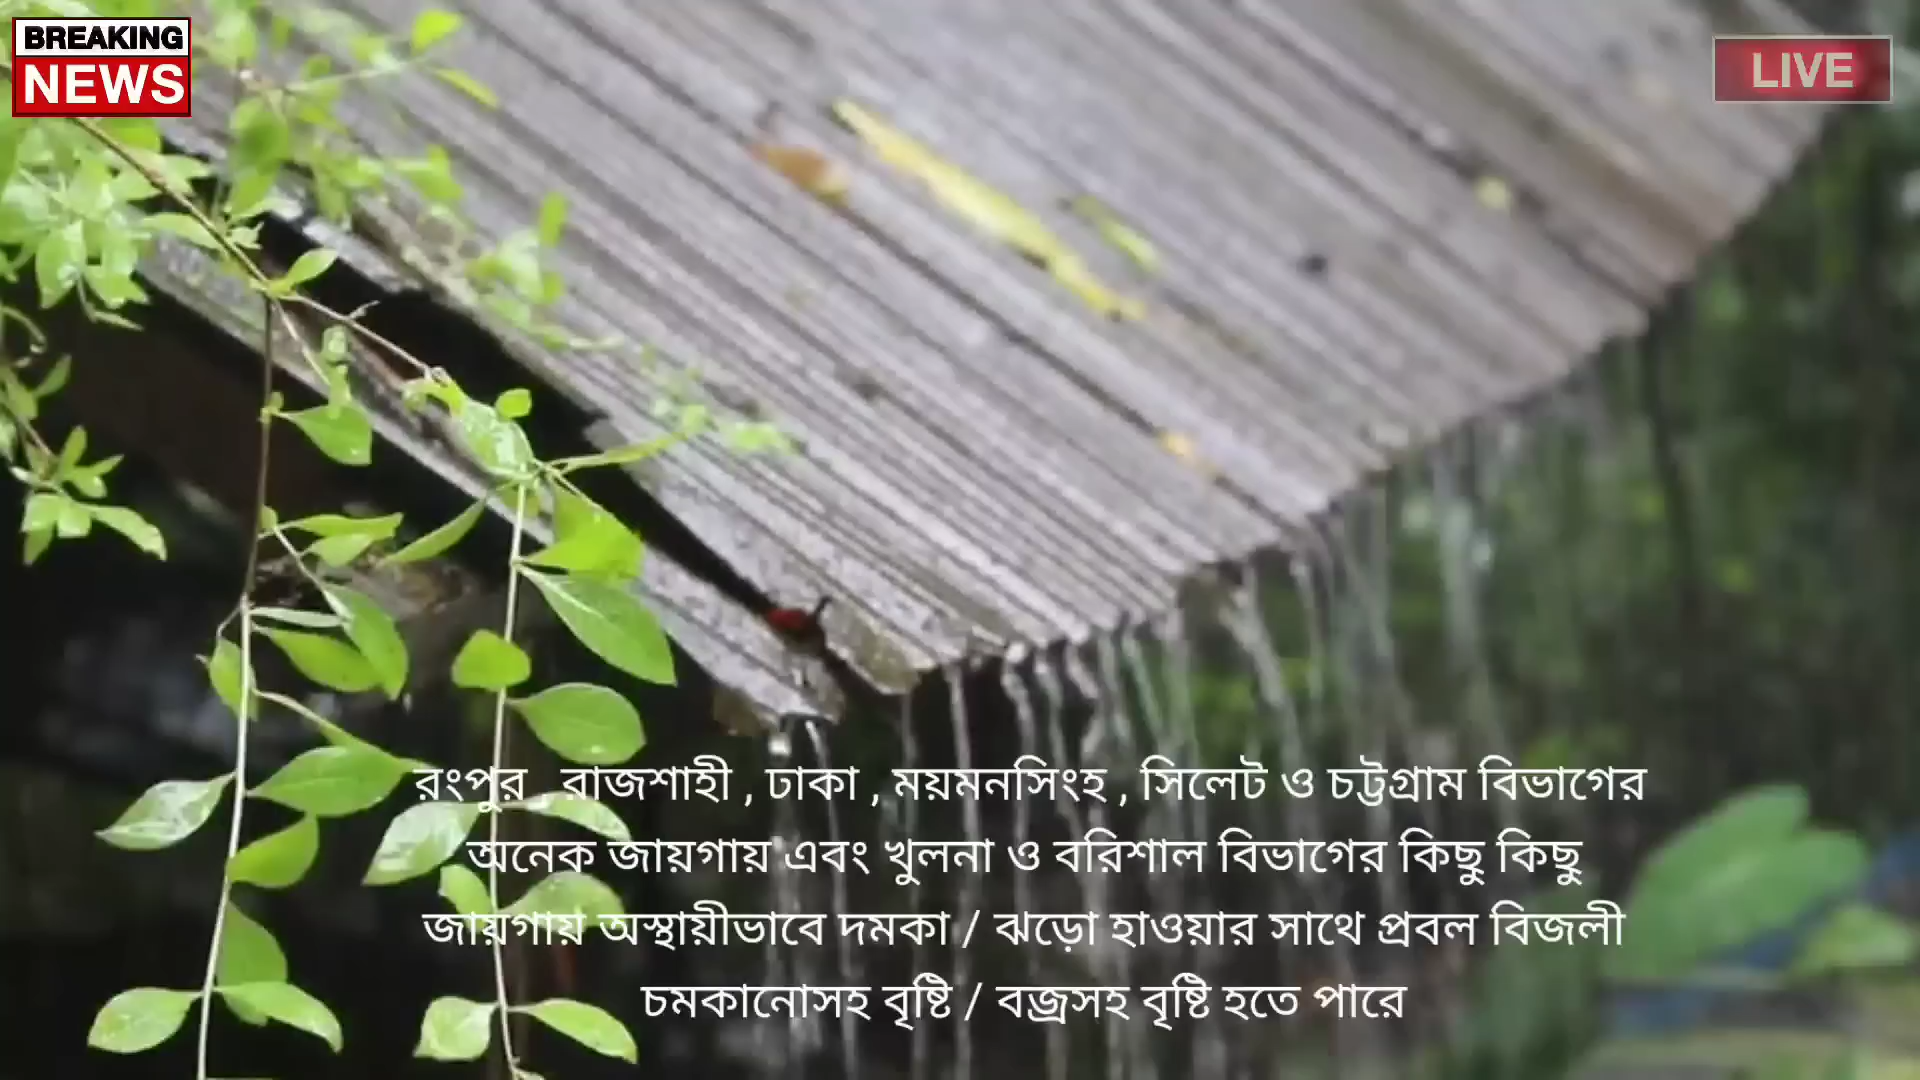 BREAKING
NEWS
LIVE
রংপুর , রাজশাহী , ঢাকা , ময়মনসিংহ , সিলেট ও চট্টগ্রাম বিভাগের
অনেক জায়গায় এবং খুলনা ও বরিশাল বিভাগের কিছু কিছু
জায়গায় অস্থায়ীভাবে দমকা / ঝড়ো হাওয়ার সাথে প্রবল বিজলী
চমকানোসহ বৃষ্টি / বজ্রসহ বৃষ্টি হতে পারে